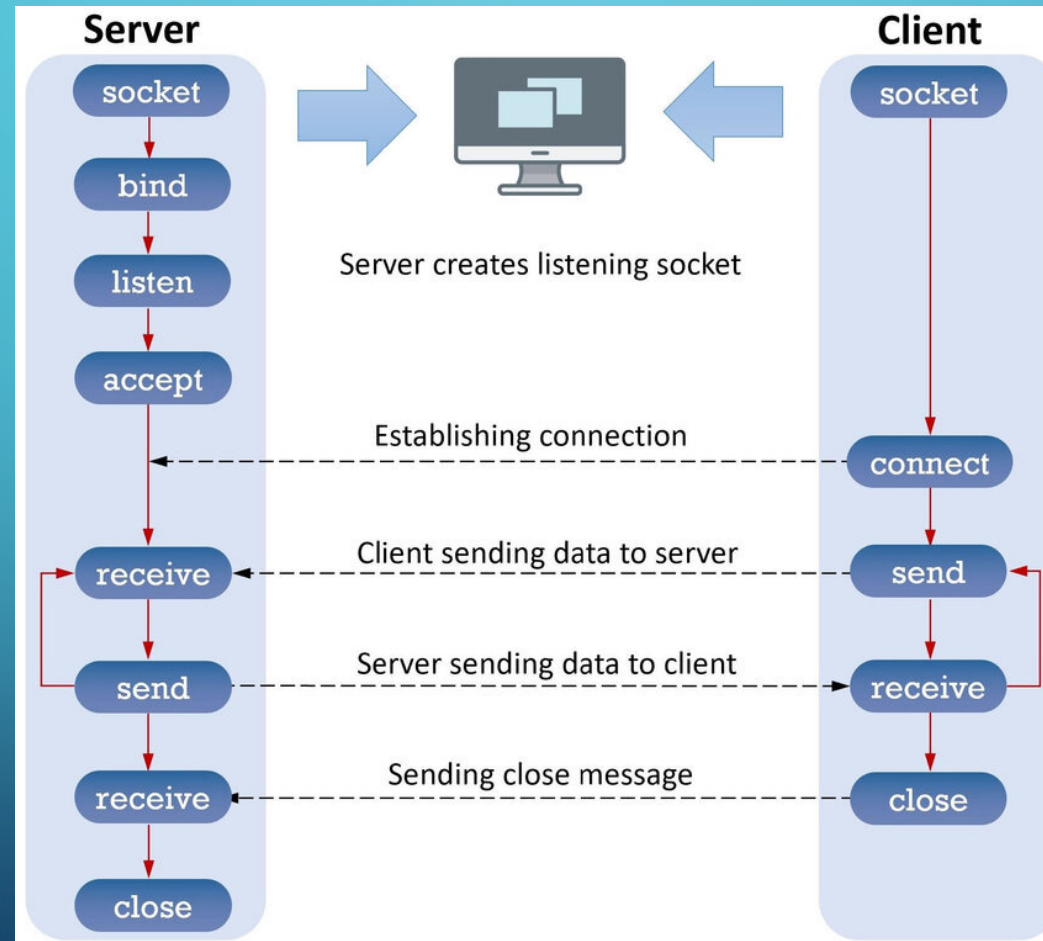 Server
Client
socket
socket
bind
listen
Server creates listening socket
accept
Establishing connection
connect
receive
Client sending data to server
send
send
Server sending data to client
receive
receive
Sending close message
close
close